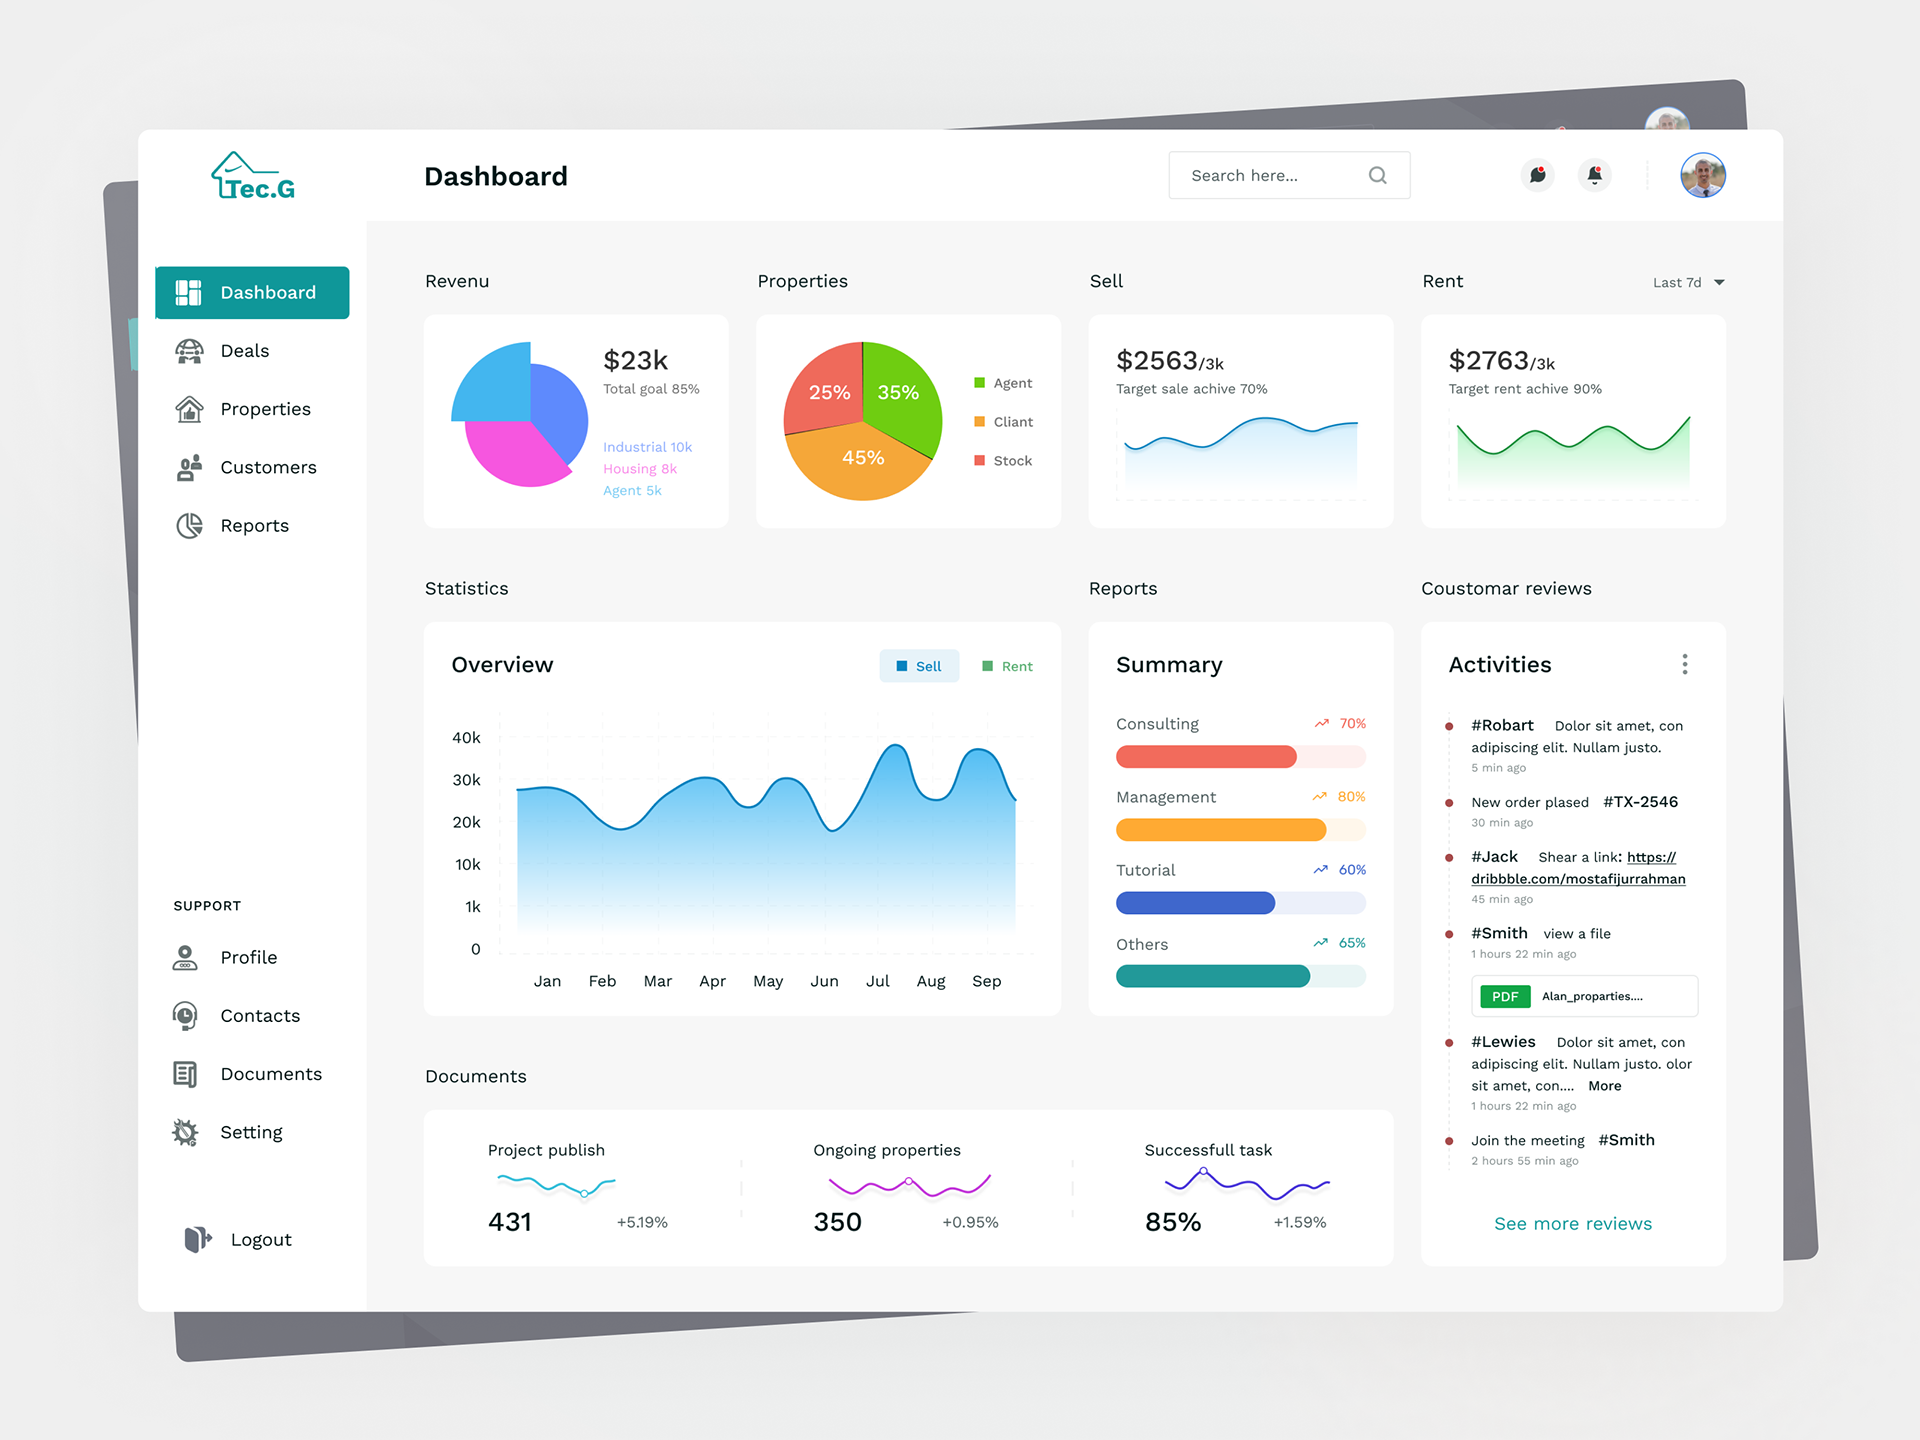 Tec.G
Dashboard
Search here...
Dashboard
Deals
Properties
Customers
Reports
SUPPORT
Profile
Contacts
Documents
Setting
Logout
Revenu
$23k
Total goal 85%
Industrial 10k
Housing 8k
Agent 5k
Properties
25%
35%
45%
Agent
Cliant
Stock
Sell
$2563/3k
Target sale achive 70%
Rent
Last 7d
$2763/3k
Target rent achive 90%
Statistics
Overview
Sell
Rent
40k
30k
20k
10k
1k
0
Jan Feb Mar Apr May Jun Jul Aug Sep
Reports
Summary
Consulting 70%
Management 80%
Tutorial 60%
Others 65%
Coustomar reviews
Activities
#Robart Dolor sit amet, con
adipiscing elit. Nullam justo.
5 min ago
New order plased #TX-2546
30 min ago
#Jack Shear a link: https://
dribbble.com/mostafijurrahman
45 min ago
#Smith view a file
1 hours 22 min ago
PDF Alan_proparties....
#Lewies Dolor sit amet, con
adipiscing elit. Nullam justo. olor
sit amet, con.... More
1 hours 22 min ago
Join the meeting #Smith
2 hours 55 min ago
See more reviews
Documents
Project publish
431 +5.19%
Ongoing properties
350 +0.95%
Successfull task
85% +1.59%